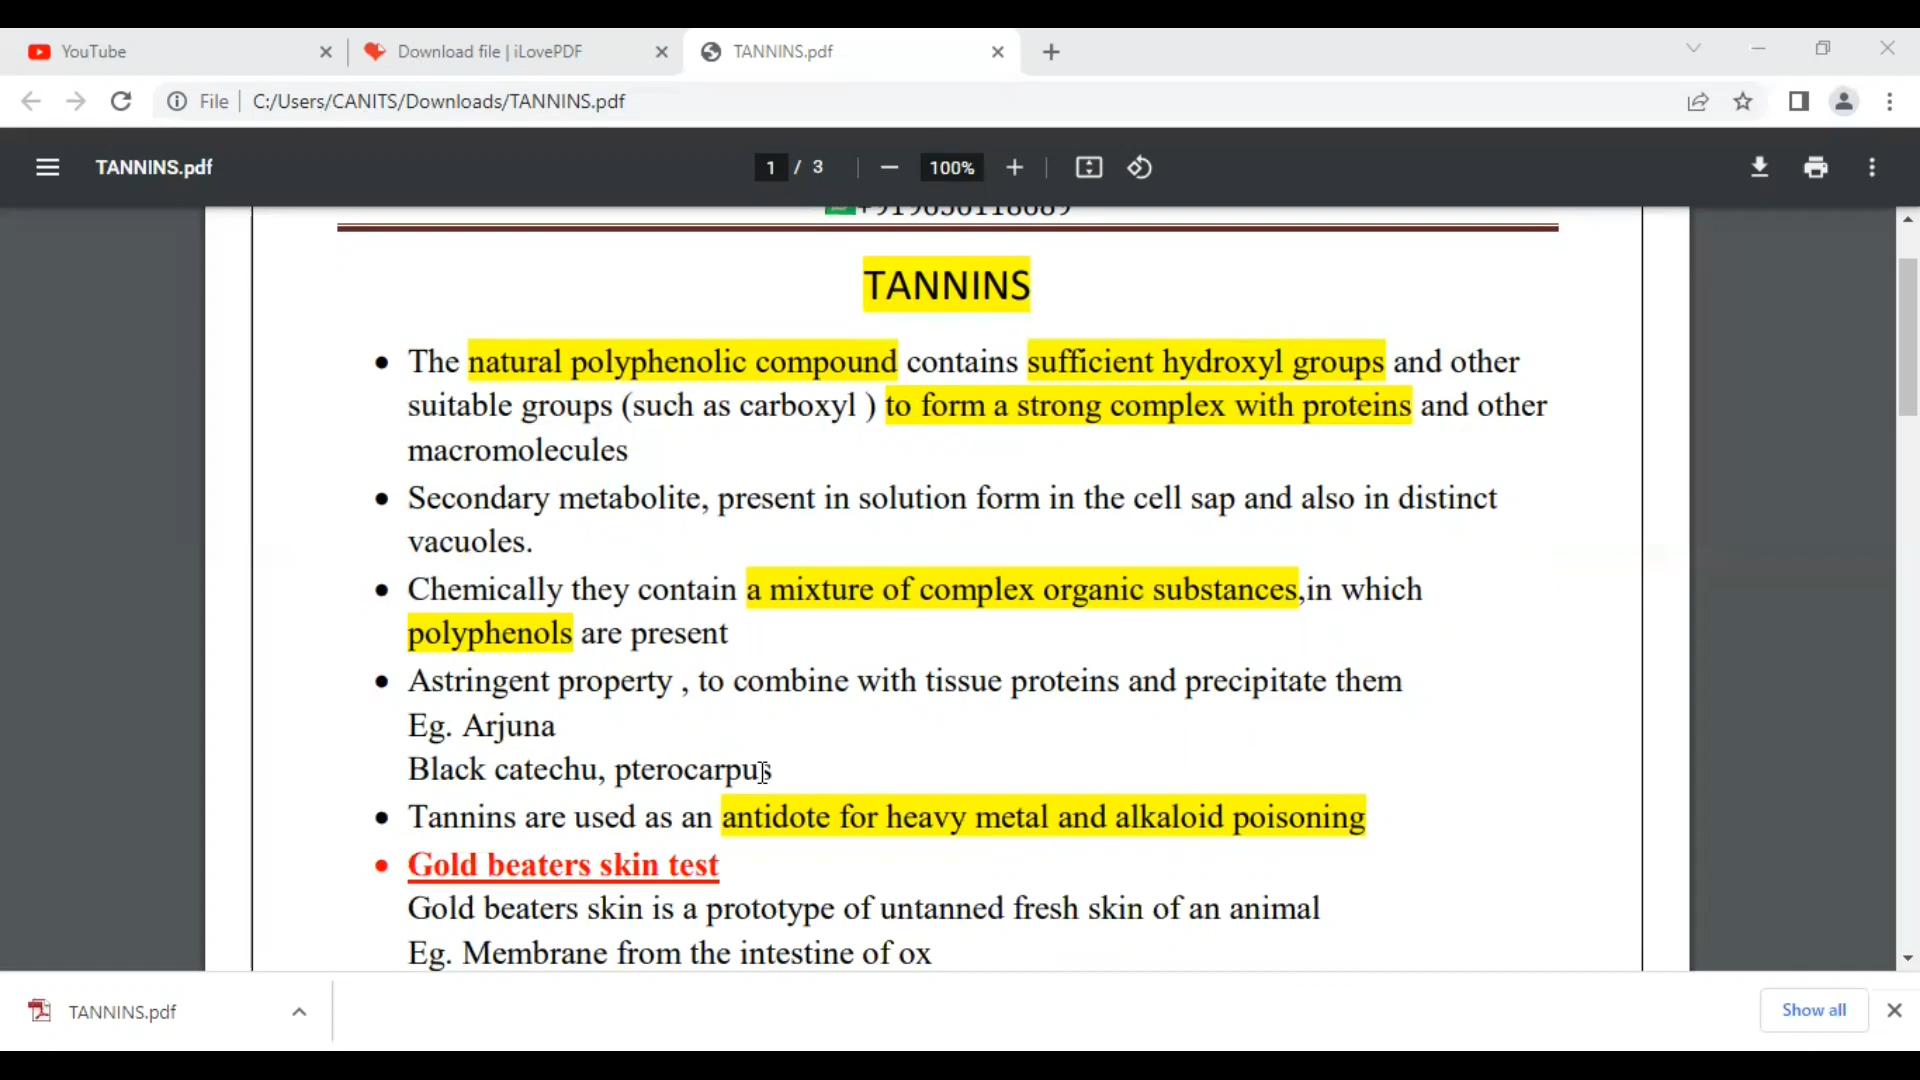 YouTube
Download file | iLovePDF
TANNINS.pdf
File
C:/Users/CANITS/Downloads/TANNINS.pdf
TANNINS.pdf
1 / 3
100%
TANNINS
• The natural polyphenolic compound contains sufficient hydroxyl groups and other
suitable groups (such as carboxyl ) to form a strong complex with proteins and other
macromolecules
• Secondary metabolite, present in solution form in the cell sap and also in distinct
vacuoles.
• Chemically they contain a mixture of complex organic substances,in which
polyphenols are present
• Astringent property , to combine with tissue proteins and precipitate them
Eg. Arjuna
Black catechu, pterocarpus
• Tannins are used as an antidote for heavy metal and alkaloid poisoning
• Gold beaters skin test
Gold beaters skin is a prototype of untanned fresh skin of an animal
Eg. Membrane from the intestine of ox
TANNINS.pdf
Show all